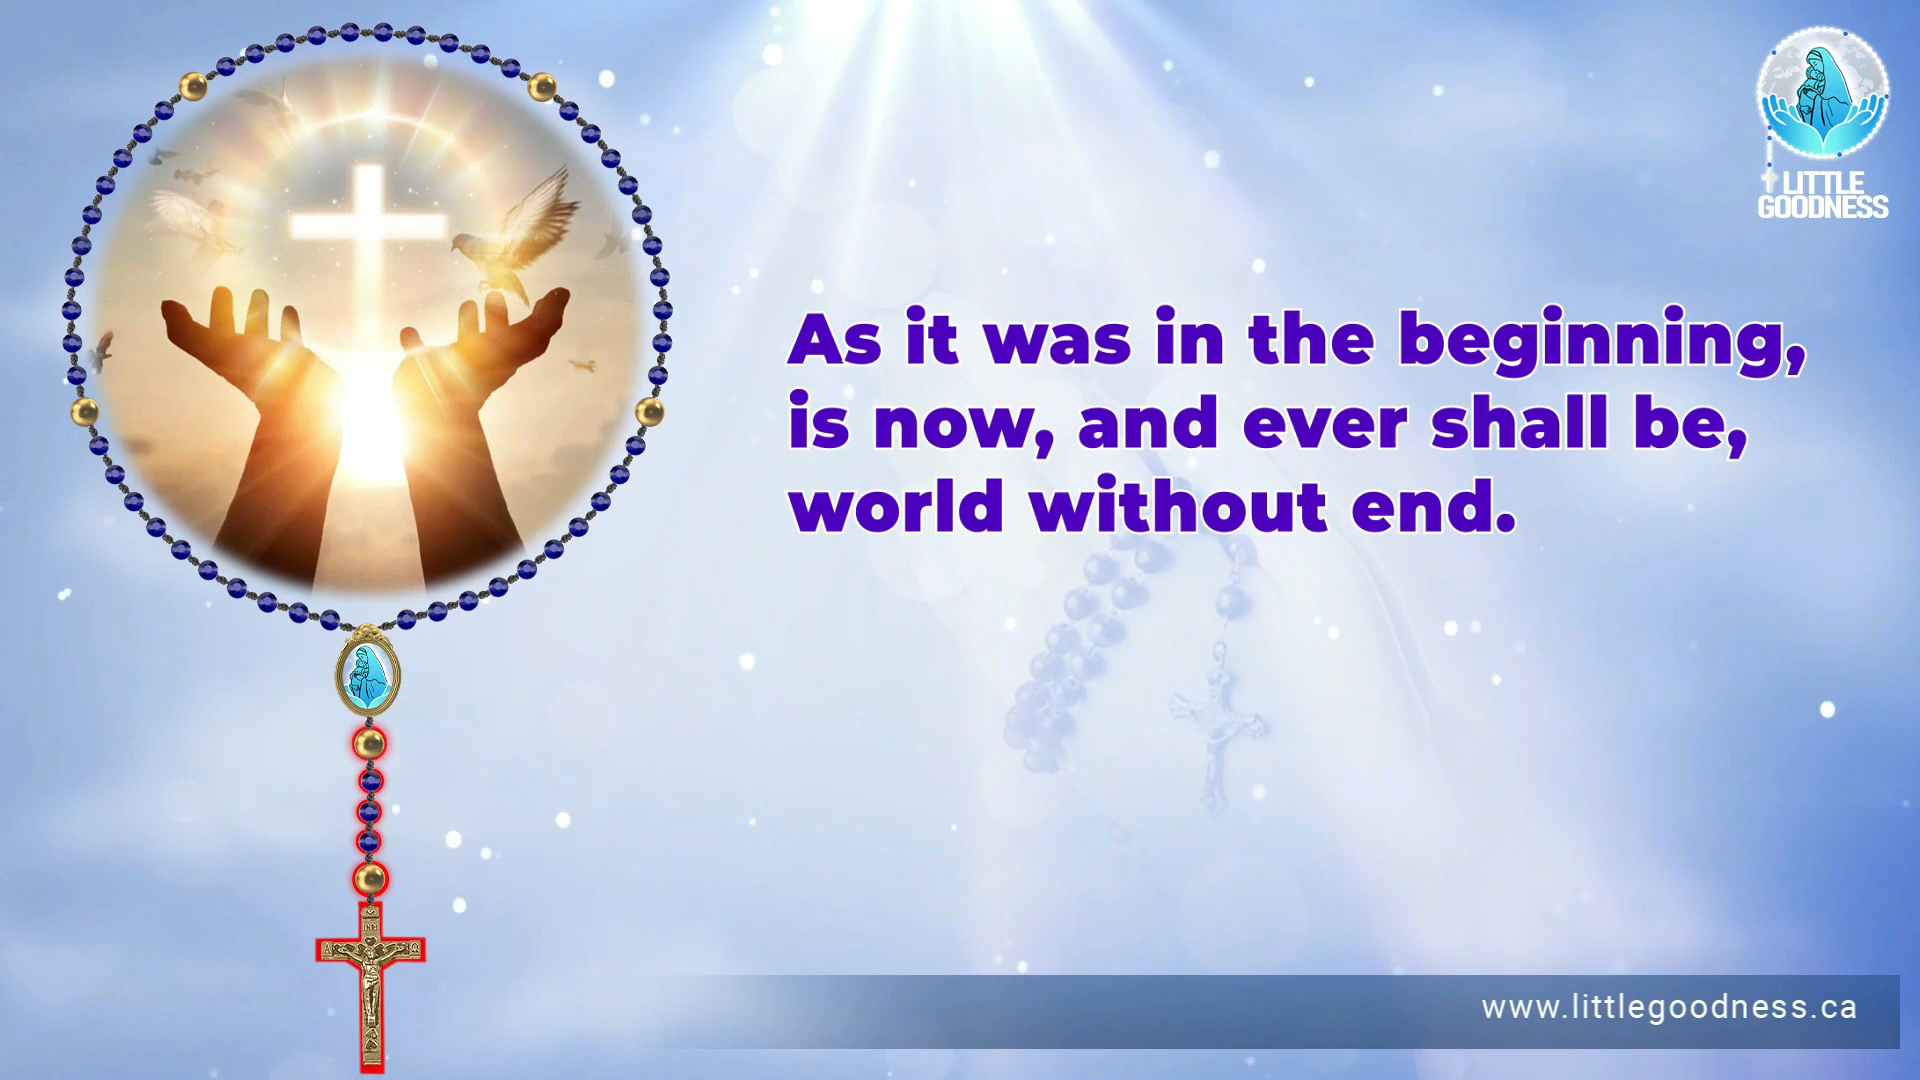 LITTLE
GOODNESS
As it was in the beginning,
is now, and ever shall be,
world without end.
INRI
A Ω
www.littlegoodness.ca